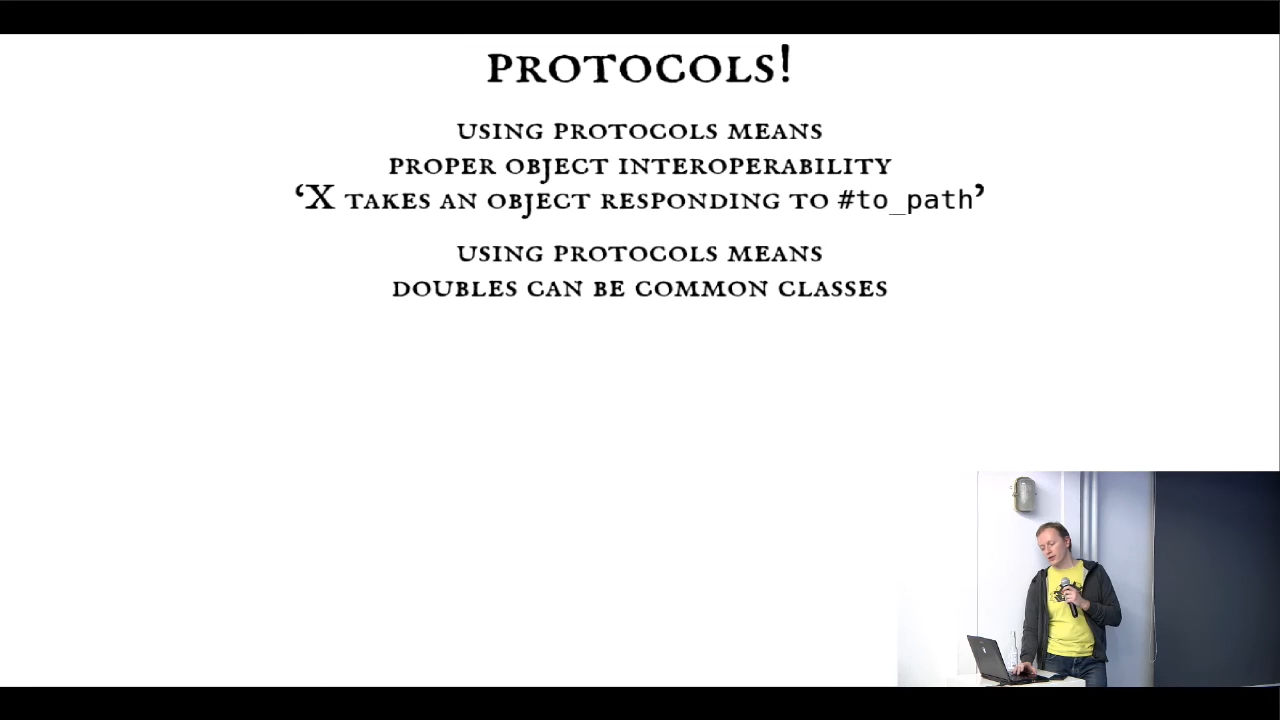 PROTOCOLS!
USING PROTOCOLS MEANS
PROPER OBJECT INTEROPERABILITY
‘X TAKES AN OBJECT RESPONDING TO #to_path’
USING PROTOCOLS MEANS
DOUBLES CAN BE COMMON CLASSES